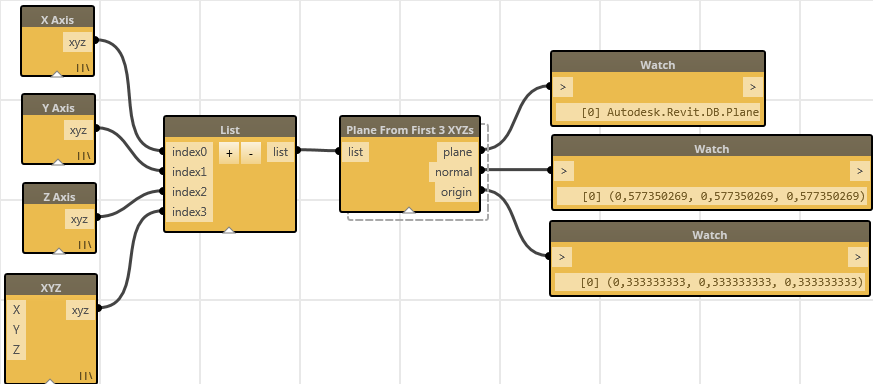 X Axis
xyz
Y Axis
xyz
Z Axis
xyz
XYZ
X
xyz
Y
Z
List
index0
+
-
list
index1
index2
index3
Plane From First 3 XYZs
list
plane
normal
origin
Watch
>
>
[0] Autodesk.Revit.DB.Plane
Watch
>
>
[0] (0,577350269, 0,577350269, 0,577350269)
Watch
>
>
[0] (0,333333333, 0,333333333, 0,333333333)